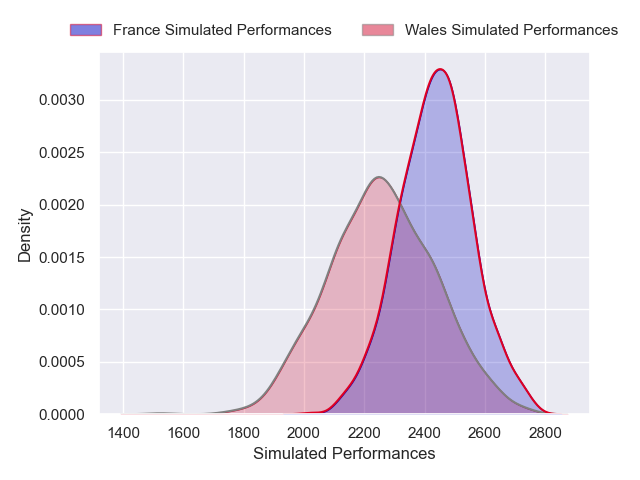 France Simulated Performances Wales Simulated Performances
0.0030
0.0025
0.0020
0.0015
0.0010
0.0005
0.0000
Density
1400 1600 1800 2000 2200 2400 2600 2800
Simulated Performances